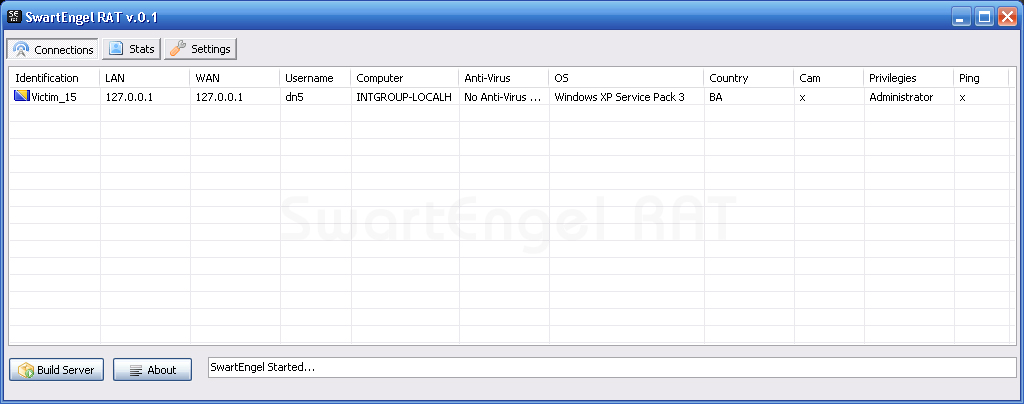 SwartEngel RAT v.0.1
Connections Stats Settings
Identification LAN WAN Username Computer Anti-Virus OS Country Cam Privilegies Ping
Victim_15 127.0.0.1 127.0.0.1 dn5 INTGROUP-LOCALH No Anti-Virus ... Windows XP Service Pack 3 BA x Administrator x
SwartEngel RAT
Build Server About SwartEngel Started...